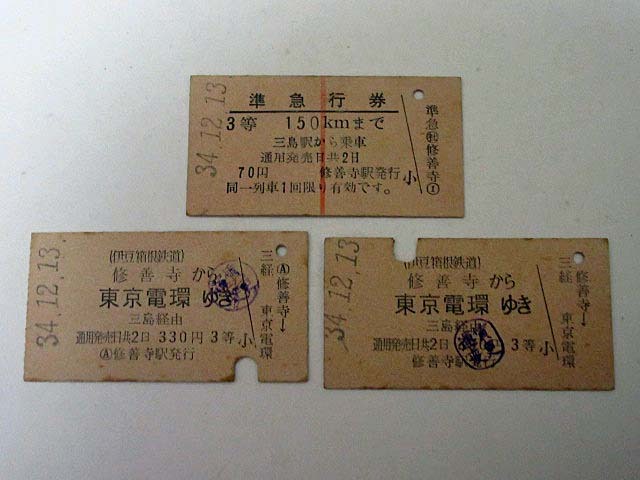 34.12.13
準急行券
3等 150kmまで
三島駅から乗車
通用発売日共2日
70円 修善寺駅発行
同一列車1回限り有効です。
小
準急 修善寺
34.12.13.
(伊豆箱根鉄道)
修善寺から
東京電環ゆき
三島経由
通用発売日共2日 330円 3等
Ⓐ修善寺駅発行
小
三経 Ⓐ修善寺→東京電環
34.12.13
(伊豆箱根鉄道)
修善寺から
東京電環ゆき
三島経由
通用発売日共2日 3等
修善寺駅
小
三経 修善寺→東京電環